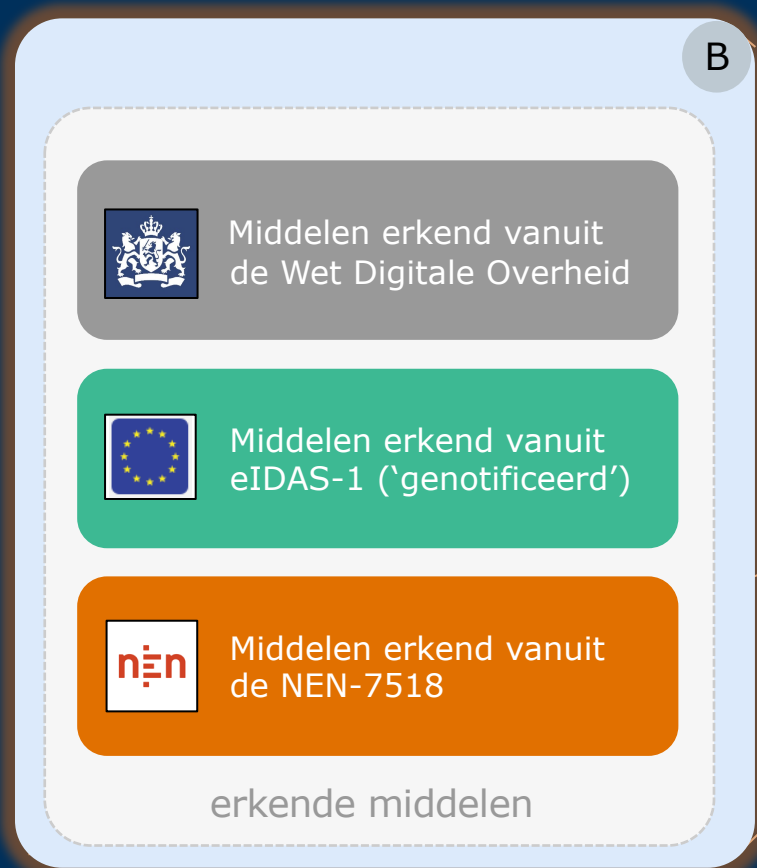 B
Middelen erkend vanuit
de Wet Digitale Overheid
Middelen erkend vanuit
eIDAS-1 (‘genotificeerd’)
nen
Middelen erkend vanuit
de NEN-7518
erkende middelen